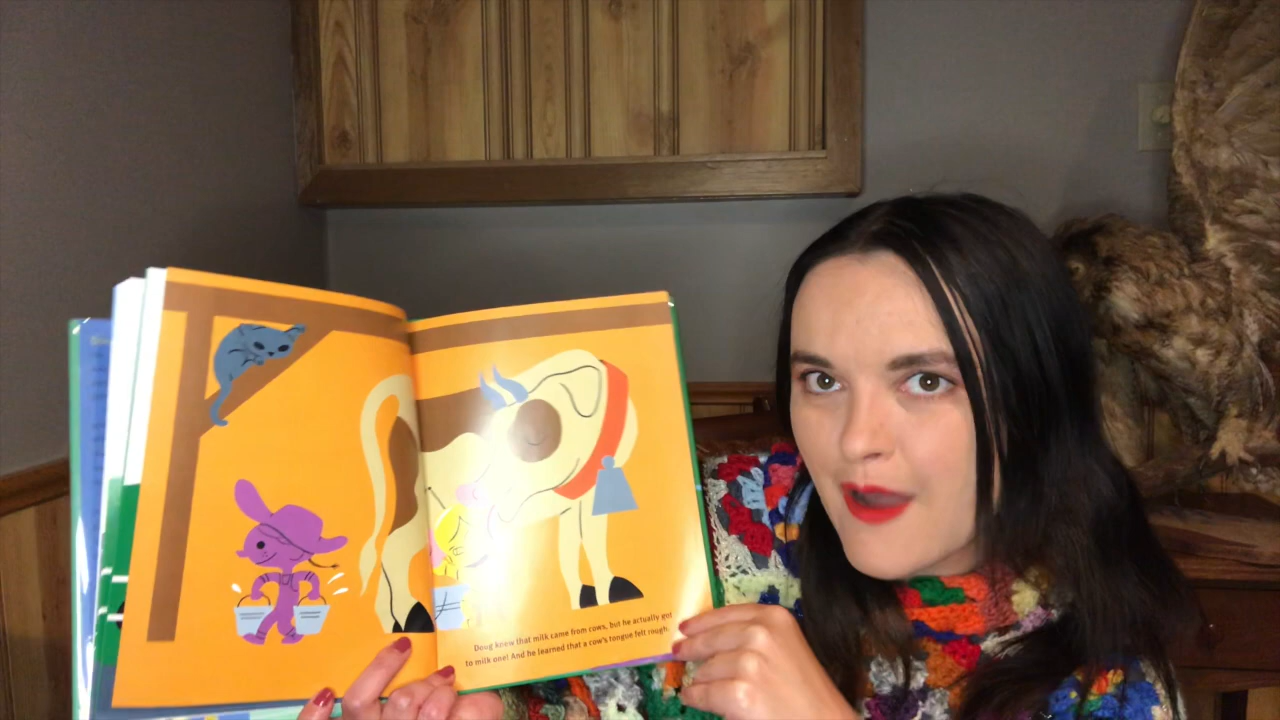 Doug knew that milk came from cows, but he actually got
to milk one! And he learned that a cow's tongue felt rough.